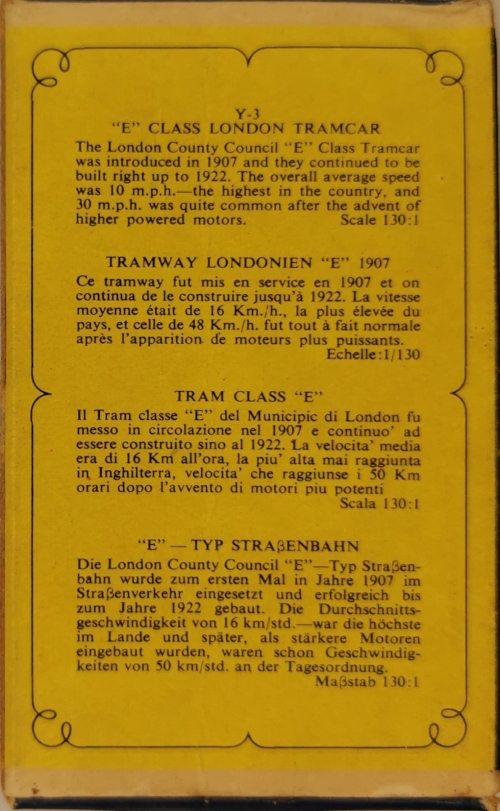 Y-3
"E" CLASS LONDON TRAMCAR
The London County Council "E" Class Tramcar
was introduced in 1907 and they continued to be
built right up to 1922. The overall average speed
was 10 m.p.h.—the highest in the country, and
30 m.p.h. was quite common after the advent of
higher powered motors. Scale 130:1
TRAMWAY LONDONIEN "E" 1907
Ce tramway fut mis en service en 1907 et on
continua de le construire jusqu'à 1922. La vitesse
moyenne était de 16 Km./h., la plus élevée du
pays, et celle de 48 Km./h. fut tout à fait normale
après l'apparition de moteurs plus puissants.
Echelle:1/130
TRAM CLASS "E"
Il Tram classe "E" del Municipic di London fu
messo in circolazione nel 1907 e continuo' ad
essere construito sino al 1922. La velocita' media
era di 16 Km all'ora, la piu' alta mai raggiunta
in Inghilterra, velocita' che raggiunse i 50 Km
orari dopo l'avvento di motori piu potenti
Scala 130:1
"E" — TYP STRAßENBAHN
Die London County Council "E"—Typ Straßen-
bahn wurde zum ersten Mal in Jahre 1907 im
Straßenverkehr eingesetzt und erfolgreich bis
zum Jahre 1922 gebaut. Die Durchschnitts-
geschwindigkeit von 16 km/std.—war die höchste
im Lande und später, als stärkere Motoren
eingebaut wurden, waren schon Geschwindig-
keiten von 50 km/std. an der Tagesordnung.
Maßstab 130:1